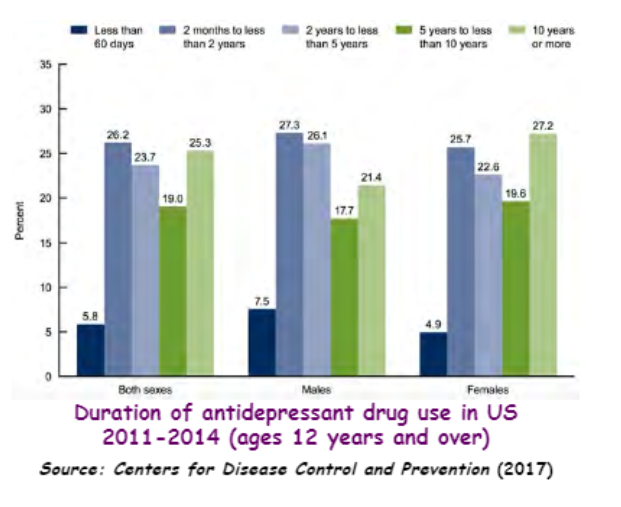 Less than 60 days
2 months to less than 2 years
2 years to less than 5 years
5 years to less than 10 years
10 years or more
35
30
25
20
15
10
5
0
Percent
5.8
26.2
23.7
19.0
25.3
7.5
27.3
26.1
17.7
21.4
4.9
25.7
22.6
19.6
27.2
Both sexes
Males
Females
Duration of antidepressant drug use in US
2011-2014 (ages 12 years and over)
Source: Centers for Disease Control and Prevention (2017)